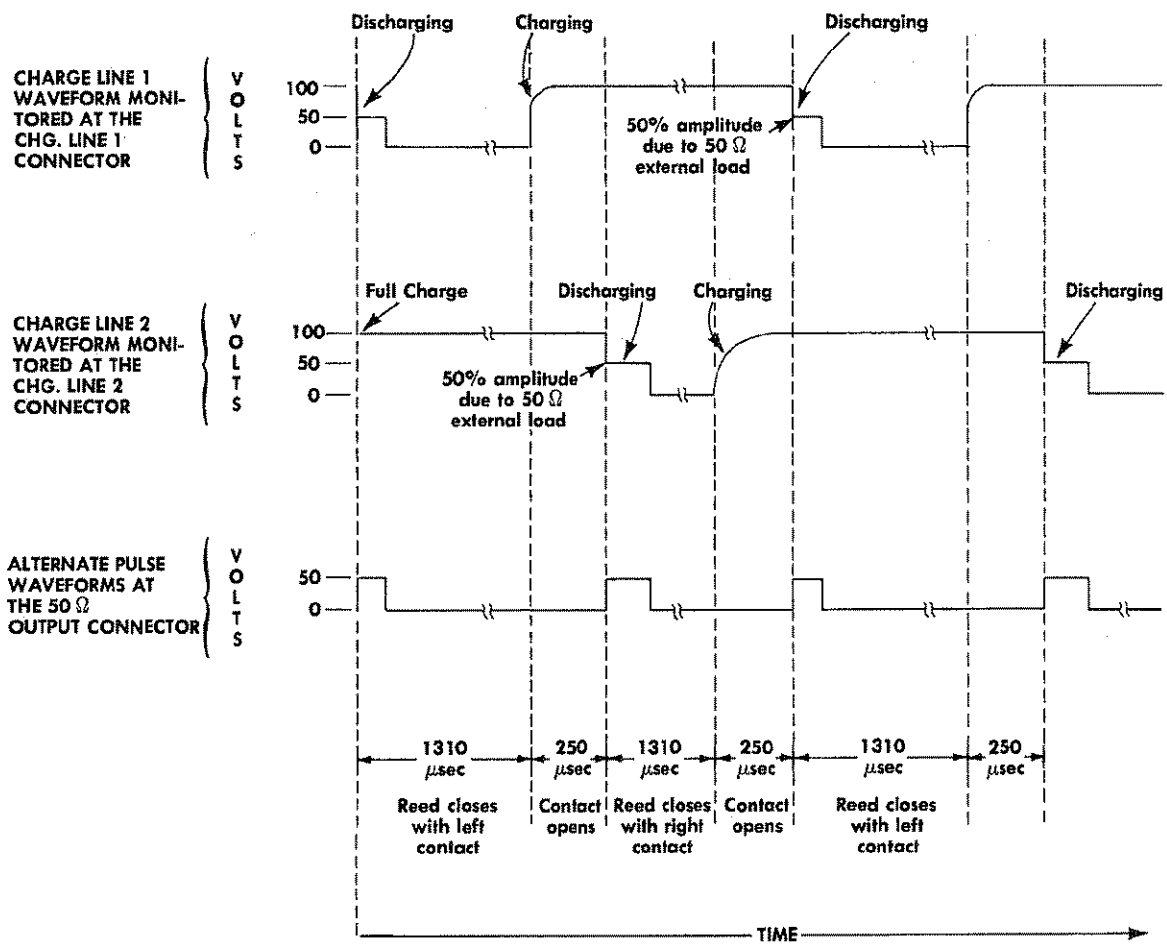 Discharging
Charging
Discharging
CHARGE LINE 1
WAVEFORM MONI-
TORED AT THE
CHG. LINE 1
CONNECTOR
VOLTS
100
50
0
50% amplitude
due to 50 Ω
external load
Full Charge
Discharging
Charging
Discharging
CHARGE LINE 2
WAVEFORM MONI-
TORED AT THE
CHG. LINE 2
CONNECTOR
VOLTS
100
50
0
50% amplitude
due to 50 Ω
external load
ALTERNATE PULSE
WAVEFORMS AT
THE 50 Ω
OUTPUT CONNECTOR
VOLTS
50
0
1310
μsec
250
μsec
1310
μsec
250
μsec
1310
μsec
250
μsec
Reed closes
with left
contact
Contact
opens
Reed closes
with right
contact
Contact
opens
Reed closes
with left
contact
TIME